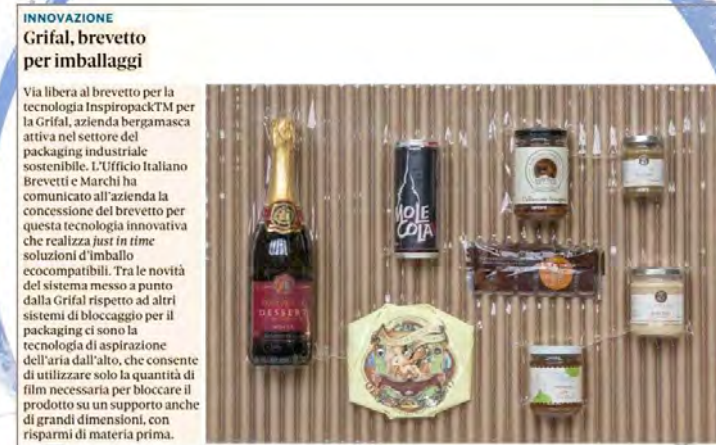 INNOVAZIONE
Grifal, brevetto
per imballaggi
Via libera al brevetto per la
tecnologia InspiropackTM per
la Grifal, azienda bergamasca
attiva nel settore del
packaging industriale
sostenibile. L'Ufficio Italiano
Brevetti e Marchi ha
comunicato all'azienda la
concessione del brevetto per
questa tecnologia innovativa
che realizza just in time
soluzioni d'imballo
ecocompatibili. Tra le novità
del sistema messo a punto
dalla Grifal rispetto ad altri
sistemi di bloccaggio per il
packaging ci sono la
tecnologia di aspirazione
dell'aria dall'alto, che consente
di utilizzare solo la quantità di
film necessaria per bloccare il
prodotto su un supporto anche
di grandi dimensioni, con
risparmi di materia prima.
MOLE
COLA
DESSERT